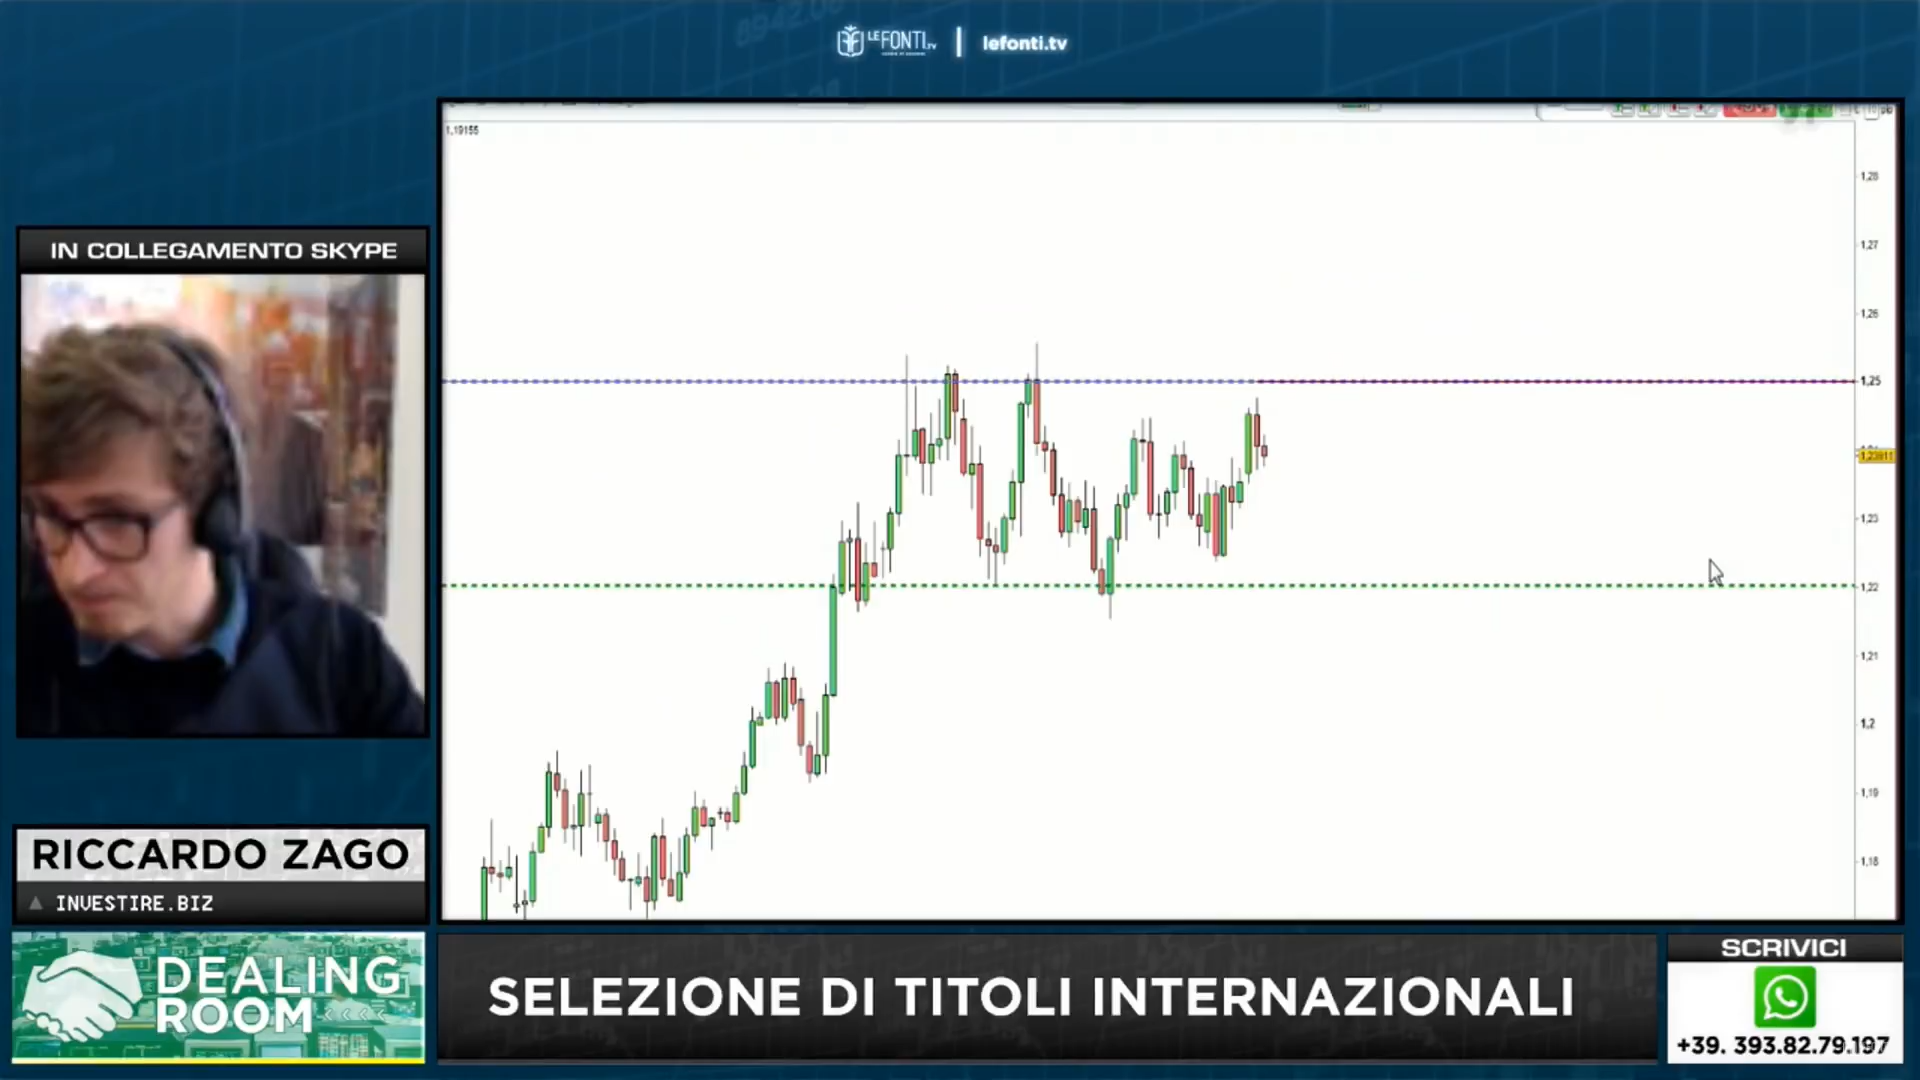 LEFONTI.TV
lefonti.tv
IN COLLEGAMENTO SKYPE
1,19155
1,28
1,27
1,26
1,25
1,23911
1,23
1,22
1,21
1,2
1,19
1,18
RICCARDO ZAGO
INVESTIRE.BIZ
DEALING
ROOM
SELEZIONE DI TITOLI INTERNAZIONALI
SCRIVICI
+39. 393.82.79.197